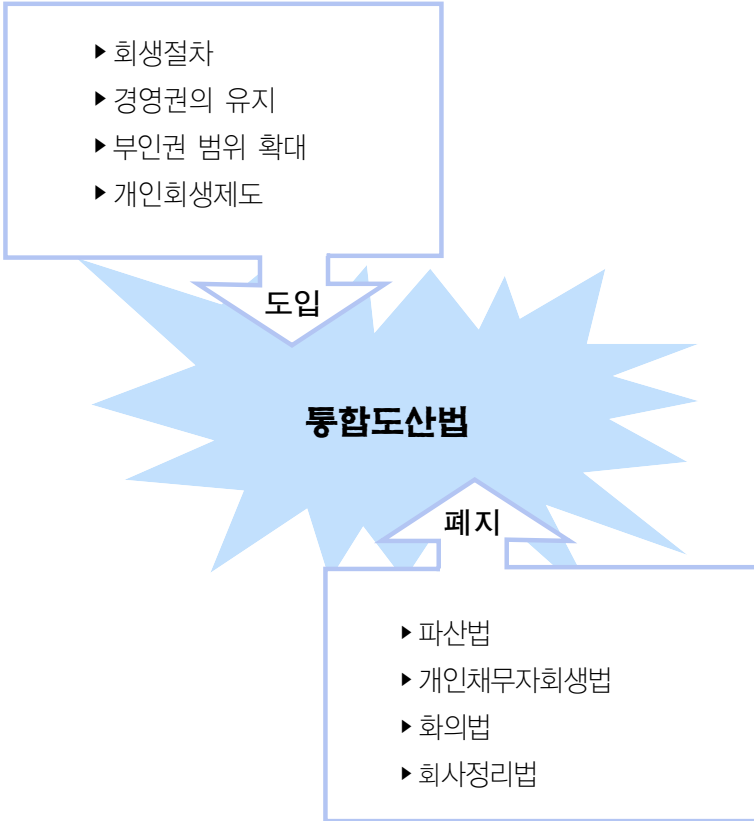 ▶회생절차
▶경영권의 유지
▶부인권 범위 확대
▶개인회생제도
도입
통합도산법
폐지
▶파산법
▶개인채무자회생법
▶화의법
▶회사정리법